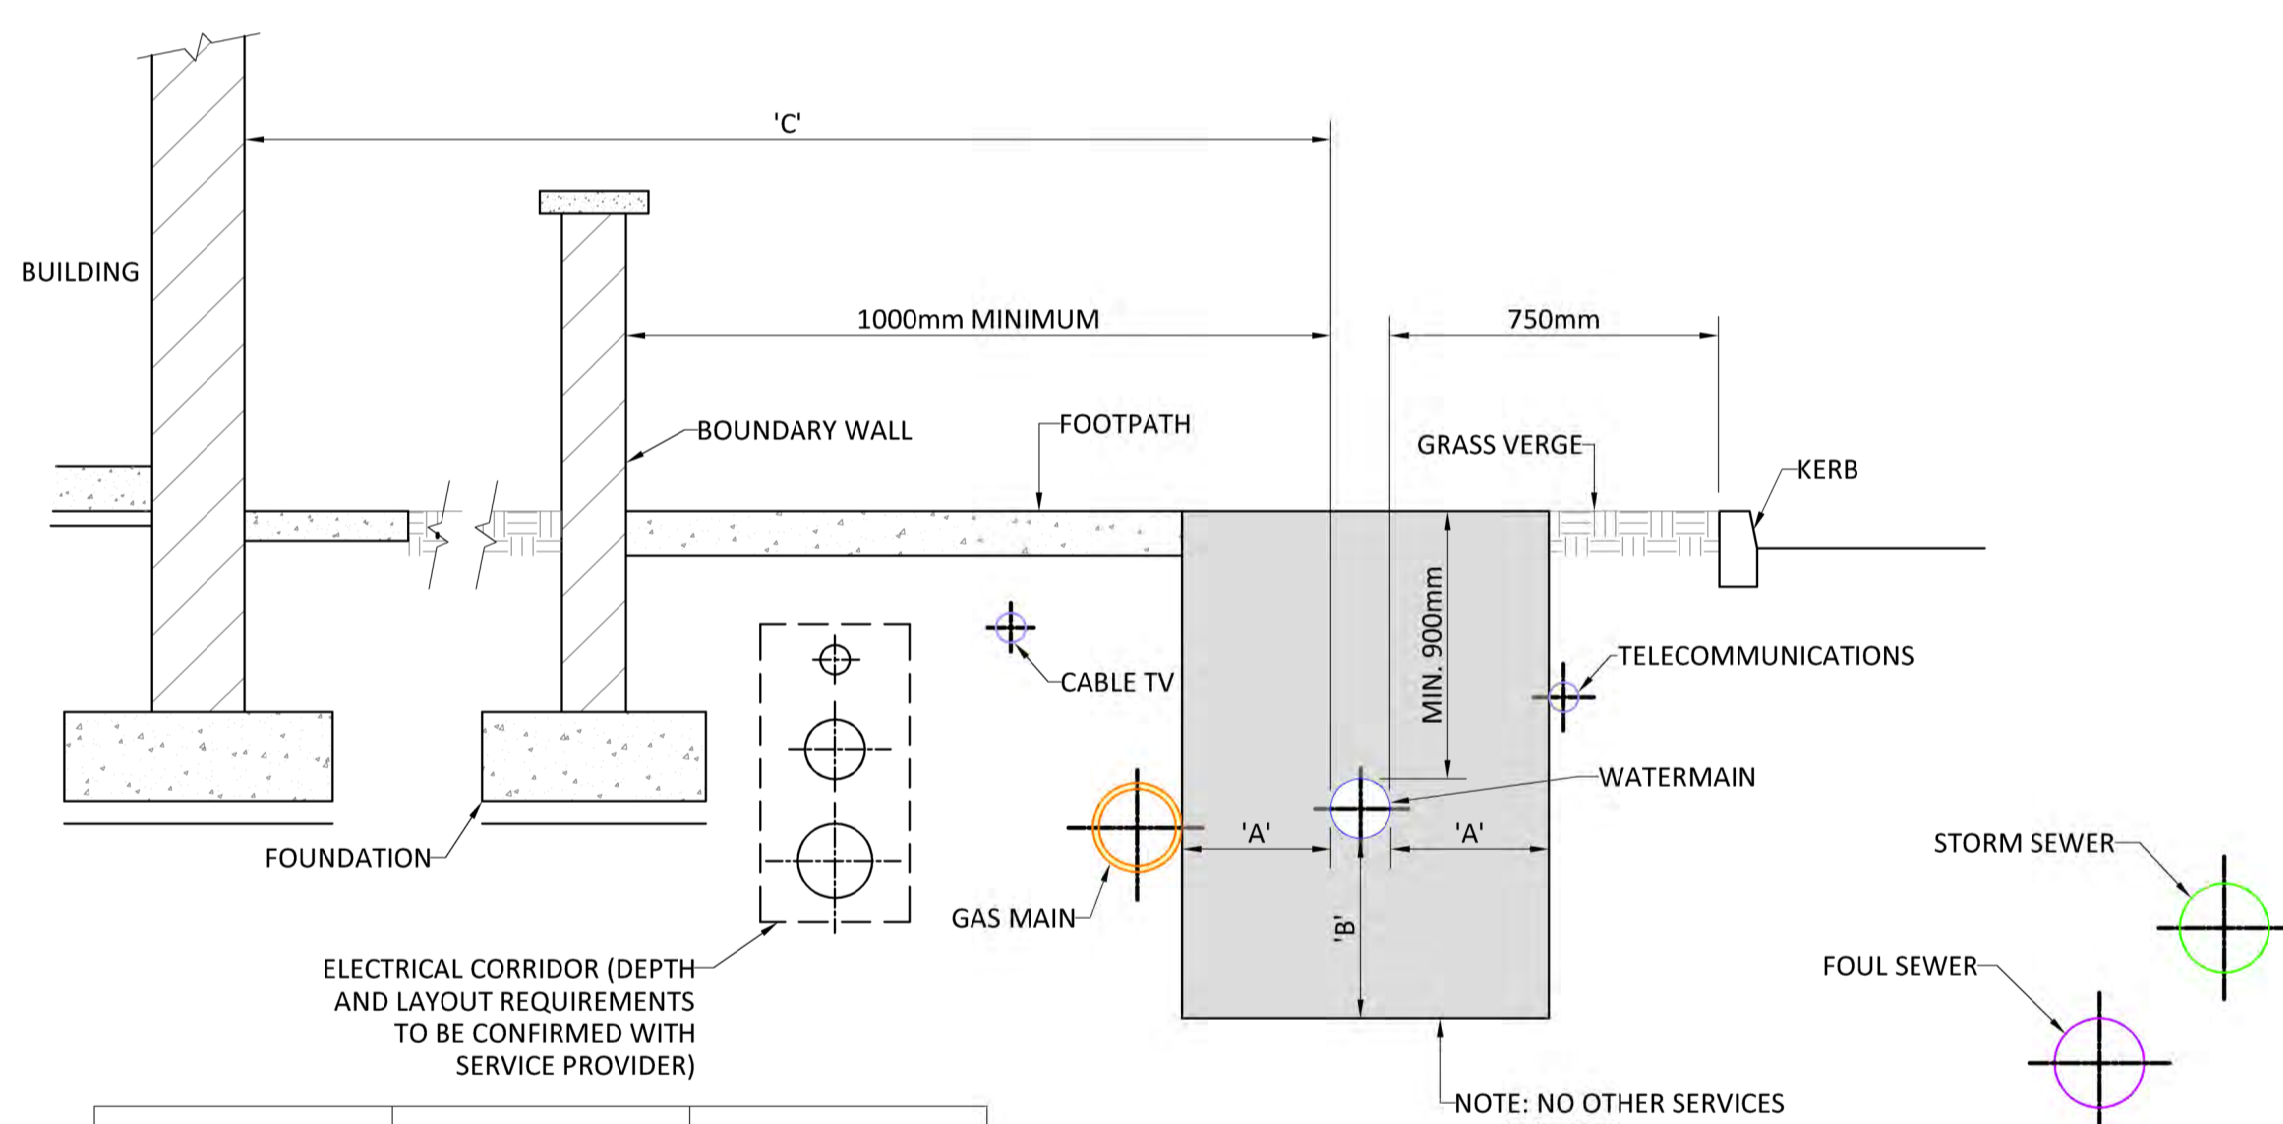 'C'
BUILDING
1000mm MINIMUM
750mm
BOUNDARY WALL
FOOTPATH
GRASS VERGE
KERB
MIN. 900mm
CABLE TV
TELECOMMUNICATIONS
WATERMAIN
'A'
'A'
FOUNDATION
STORM SEWER
GAS MAIN
'B'
ELECTRICAL CORRIDOR (DEPTH
AND LAYOUT REQUIREMENTS
TO BE CONFIRMED WITH
SERVICE PROVIDER)
FOUL SEWER
NOTE: NO OTHER SERVICES